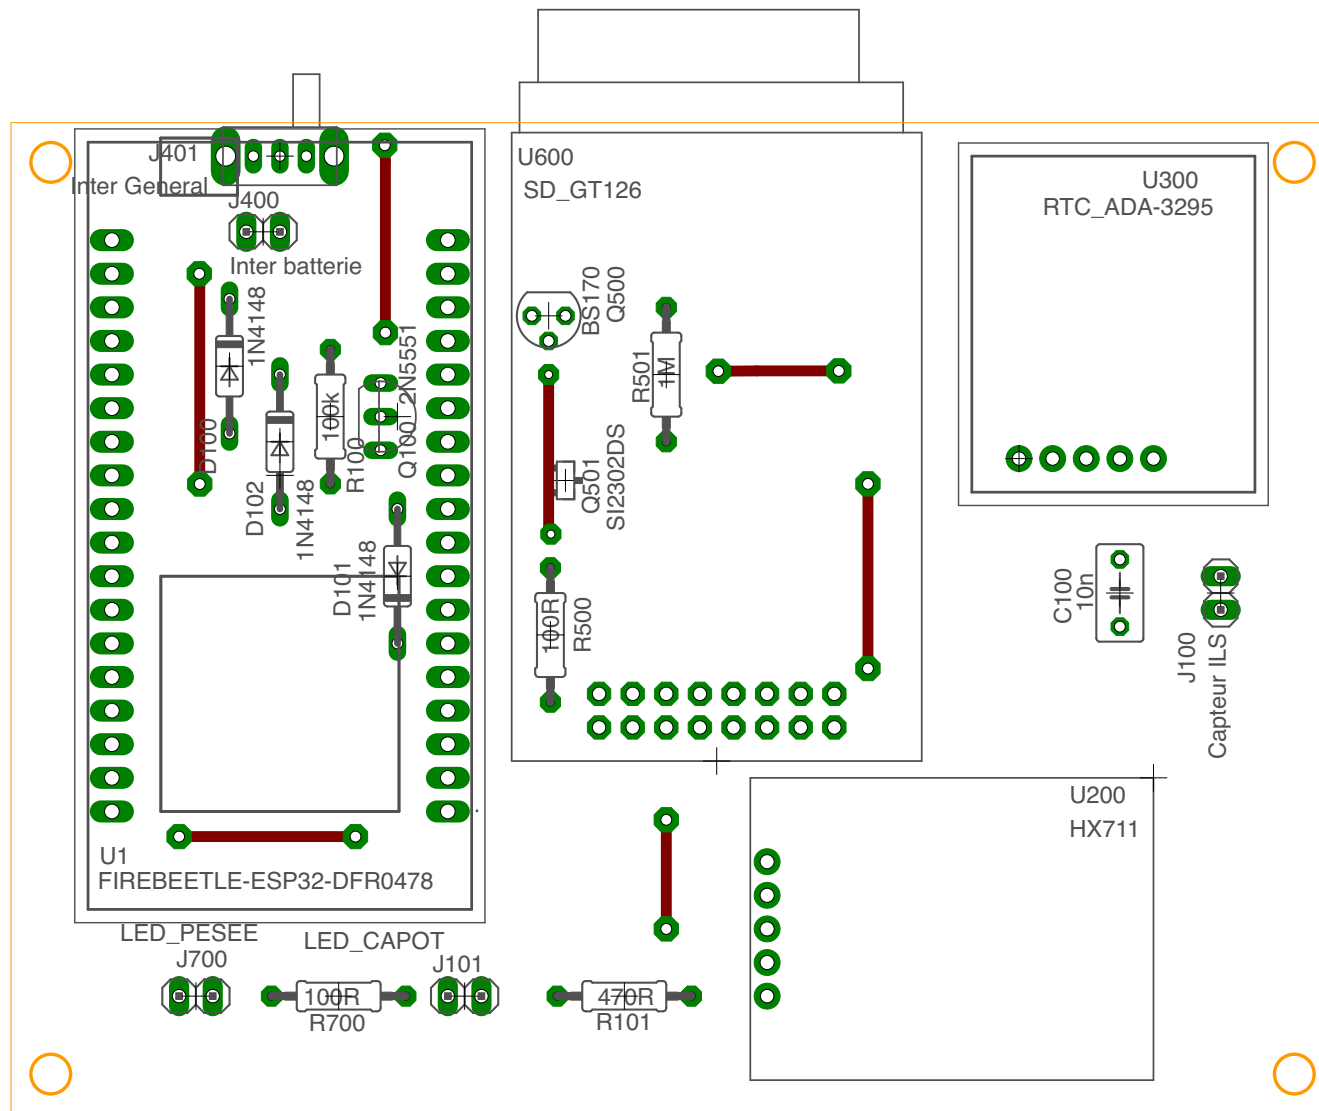 J401
Inter General
J400
Inter batterie
1N4148
D100
D102
1N4148
100k
R100
Q100
2N5551
D101
1N4148
U1
FIREBEETLE-ESP32-DFR0478
U600
SD_GT126
BS170
Q500
R501
1M
Q501
SI2302DS
100R
R500
U300
RTC_ADA-3295
C100
10n
J100
Capteur ILS
U200
HX711
LED_PESEE
J700
LED_CAPOT
J101
100R
R700
470R
R101